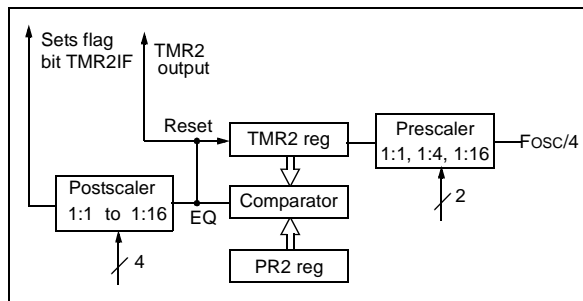 Sets flag
bit TMR2IF
TMR2
output
Reset
TMR2 reg
Prescaler
1:1, 1:4, 1:16
FOSC/4
Postscaler
1:1 to 1:16
EQ
Comparator
2
4
PR2 reg